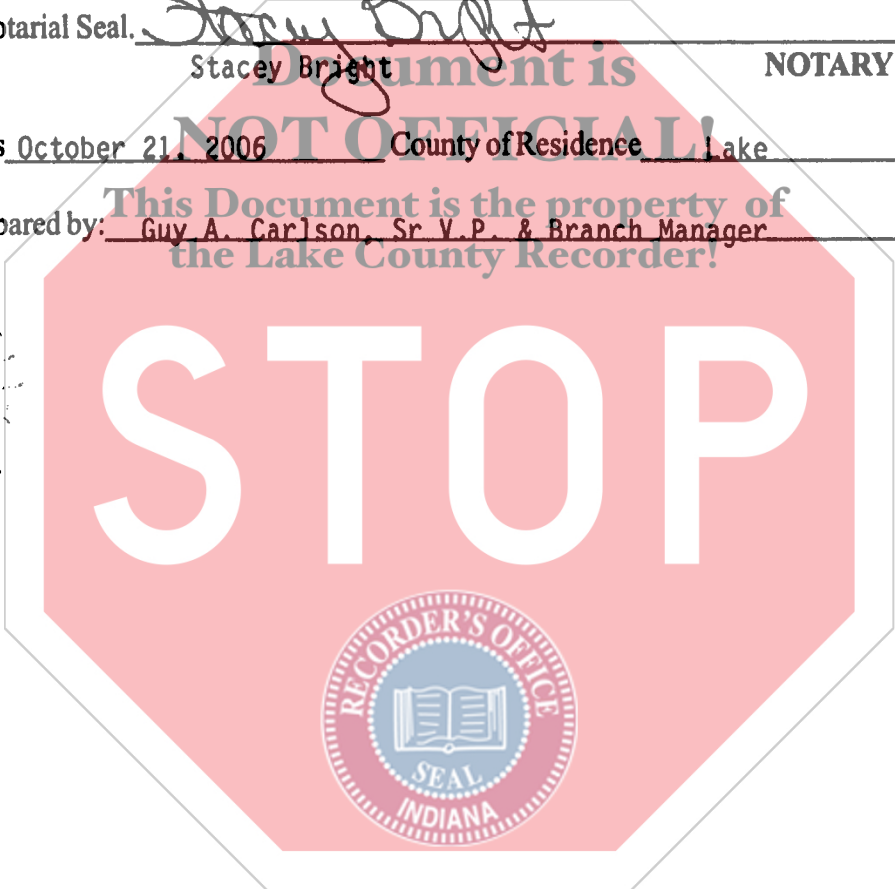 otarial Seal. Stacey Bright
Stacey Bright NOTARY
Document is
s October 21, 2006 County of Residence Lake
NOT OFFICIAL!
This Document is the property of
pared by: Guy A. Carlson, Sr V.P. & Branch Manager
the Lake County Recorder!
STOP
RECORDER'S OFFICE
SEAL
INDIANA